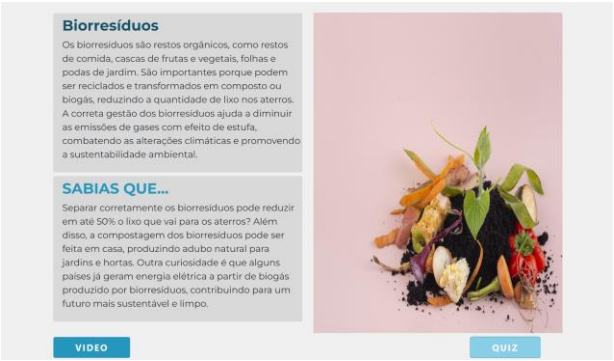 Biorresíduos
Os biorresíduos são restos orgânicos, como restos
de comida, cascas de frutas e vegetais, folhas e
podas de jardim. São importantes porque podem
ser reciclados e transformados em composto ou
biogás, reduzindo a quantidade de lixo nos aterros.
A correta gestão dos biorresíduos ajuda a diminuir
as emissões de gases com efeito de estufa,
combatendo as alterações climáticas e promovendo
a sustentabilidade ambiental.
SABIAS QUE...
Separar corretamente os biorresíduos pode reduzir
em até 50% o lixo que vai para os aterros? Além
disso, a compostagem dos biorresíduos pode ser
feita em casa, produzindo adubo natural para
jardins e hortas. Outra curiosidade é que alguns
países já geram energia elétrica a partir de biogás
produzido por biorresíduos, contribuindo para um
futuro mais sustentável e limpo.
VIDEO
QUIZ